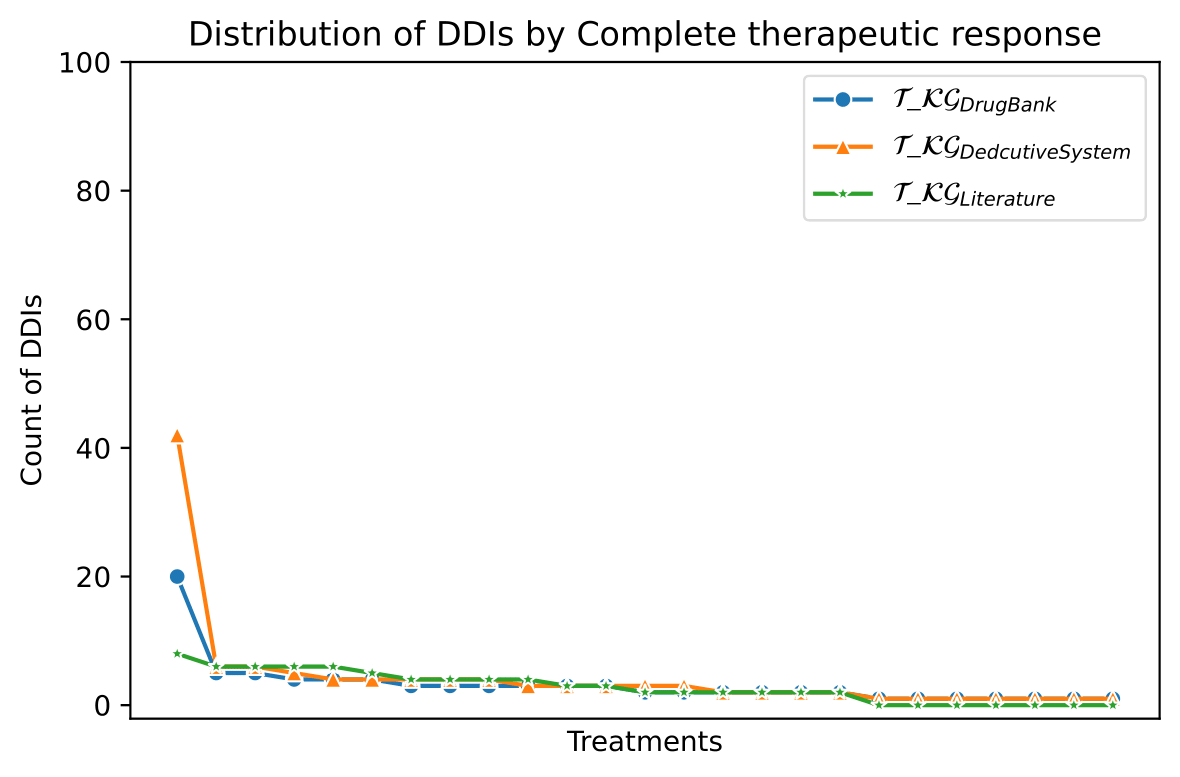 Distribution of DDIs by Complete therapeutic response
100
80
60
40
20
0
Count of DDIs
𝒯_𝒦𝒢DrugBank
𝒯_𝒦𝒢DedcutiveSystem
𝒯_𝒦𝒢Literature
Treatments